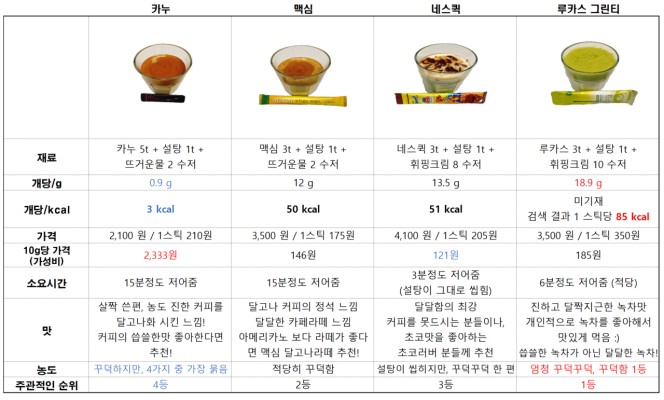 카누 맥심 네스퀵 루카스 그린티
재료
카누 5t + 설탕 1t +
뜨거운물 2 수저
맥심 3t + 설탕 1t +
뜨거운물 2 수저
네스퀵 3t + 설탕 1t +
휘핑크림 8 수저
루카스 3t + 설탕 1t +
휘핑크림 10 수저
개당/g 0.9 g 12 g 13.5 g 18.9 g
개당/kcal 3 kcal 50 kcal 51 kcal
미기재
검색 결과 1 스틱당 85 kcal
가격 2,100 원 / 1스틱 210원 3,500 원 / 1스틱 175원 4,100 원 / 1스틱 205원 3,500 원 / 1스틱 350원
10g당 가격
(가성비)
2,333원 146원 121원 185원
소요시간 15분정도 저어줌 15분정도 저어줌
3분정도 저어줌
(설탕이 그대로 씹힘)
6분정도 저어줌 (적당)
맛
살짝 쓴편, 농도 진한 커피를
달고나화 시킨 느낌!
커피의 씁쓸한맛 좋아한다면
추천!
달고나 커피의 정석 느낌
달달한 카페라떼 느낌
아메리카노 보다 라떼가 좋다
면 맥심 달고나라떼 추천!
달달함의 최강
커피를 못드시는 분들이나,
초코맛을 좋아하는
초코러버 분들께 추천
진하고 달짝지근한 녹차맛
개인적으로 녹차를 좋아해서
맛있게 먹음 :)
씁쓸한 녹차가 아닌 달달한 녹차!
농도 꾸덕하지만, 4가지 중 가장 묽음 적당히 꾸덕함 설탕이 씹히지만, 꾸덕꾸덕 한 편 엄청 꾸덕꾸덕, 꾸덕함 1등
주관적인 순위 4등 2등 3등 1등